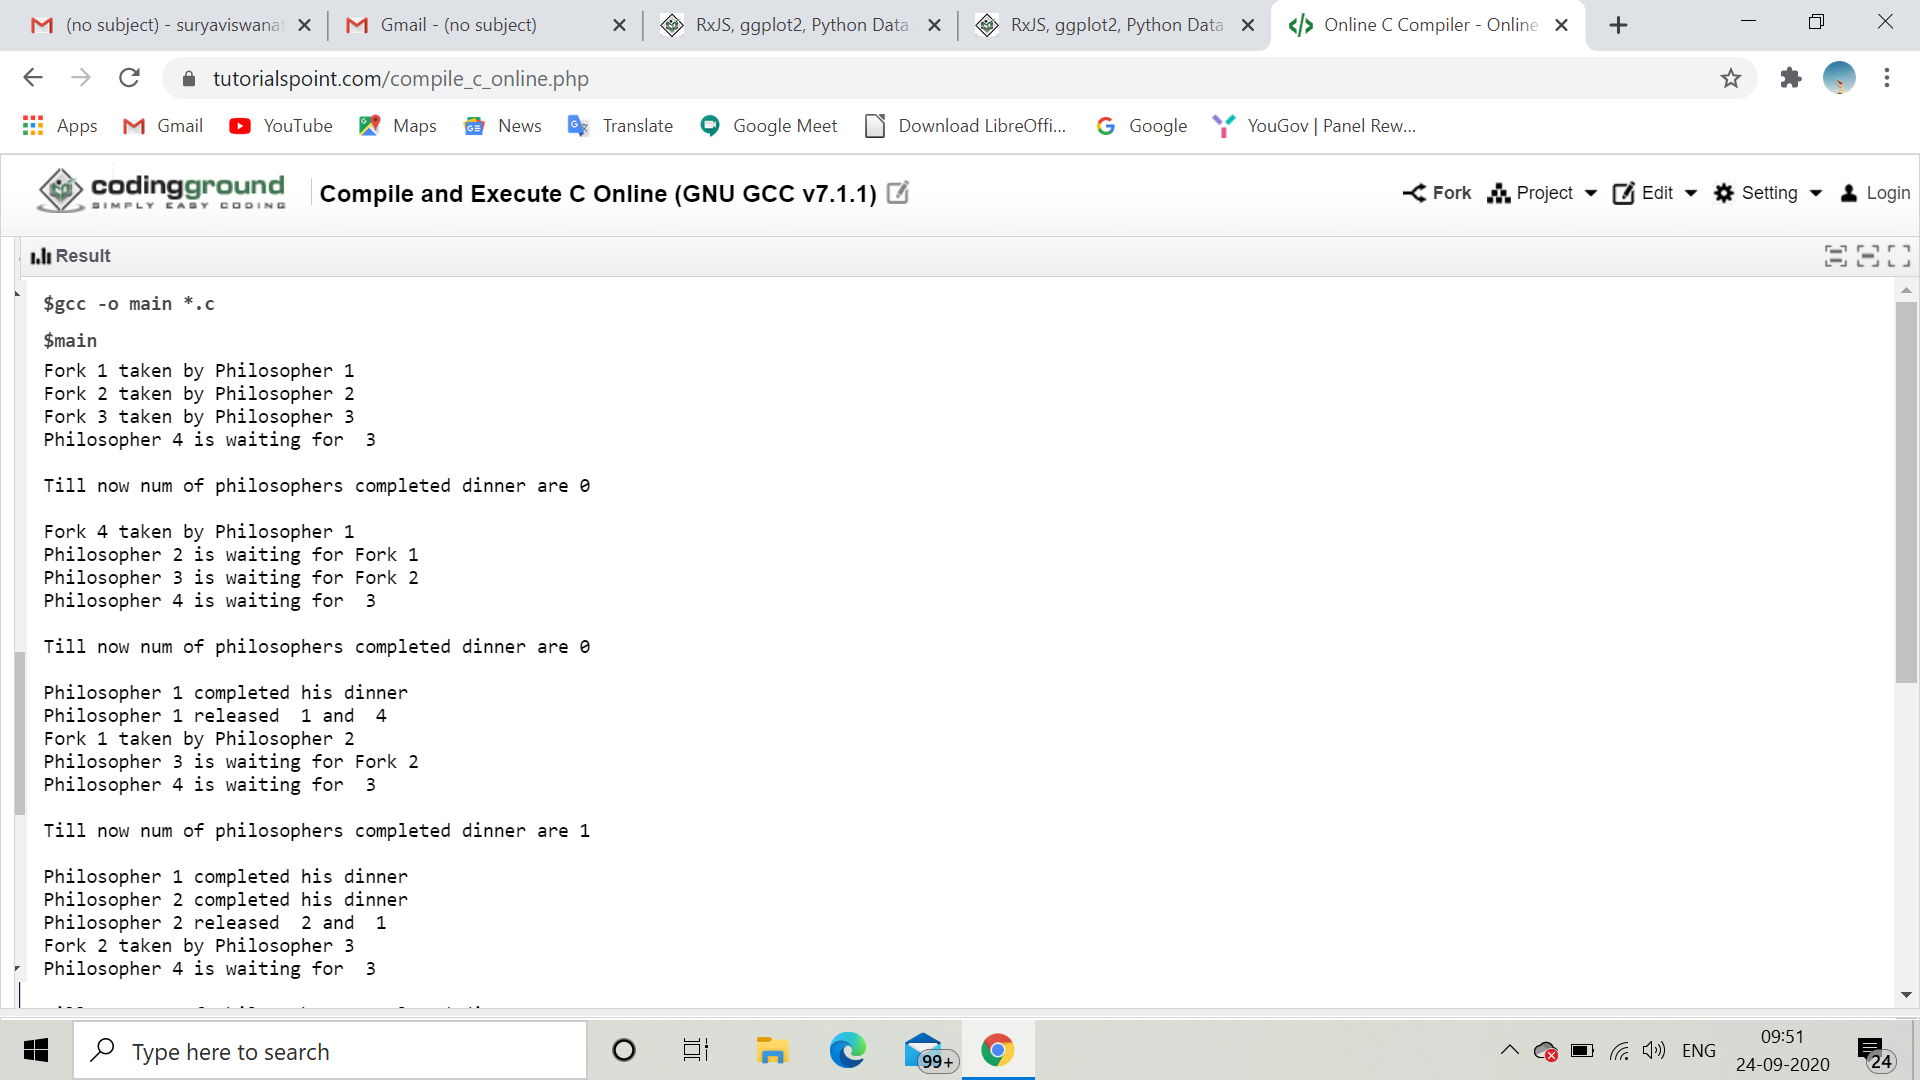 (no subject) - suryaviswanat
Gmail - (no subject)
RxJS, ggplot2, Python Data
RxJS, ggplot2, Python Data
Online C Compiler - Online
tutorialspoint.com/compile_c_online.php
Apps
Gmail
YouTube
Maps
News
Translate
Google Meet
Download LibreOffi...
Google
YouGov | Panel Rew...
codingground
SIMPLY EASY CODING
Compile and Execute C Online (GNU GCC v7.1.1)
Fork
Project
Edit
Setting
Login
Result
$gcc -o main *.c
$main
Fork 1 taken by Philosopher 1
Fork 2 taken by Philosopher 2
Fork 3 taken by Philosopher 3
Philosopher 4 is waiting for  3
Till now num of philosophers completed dinner are 0
Fork 4 taken by Philosopher 1
Philosopher 2 is waiting for Fork 1
Philosopher 3 is waiting for Fork 2
Philosopher 4 is waiting for  3
Till now num of philosophers completed dinner are 0
Philosopher 1 completed his dinner
Philosopher 1 released  1 and  4
Fork 1 taken by Philosopher 2
Philosopher 3 is waiting for Fork 2
Philosopher 4 is waiting for  3
Till now num of philosophers completed dinner are 1
Philosopher 1 completed his dinner
Philosopher 2 completed his dinner
Philosopher 2 released  2 and  1
Fork 2 taken by Philosopher 3
Philosopher 4 is waiting for  3
Type here to search
99+
ENG
09:51
24-09-2020
24